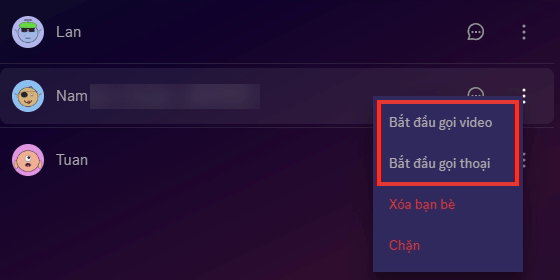 Lan
Nam
Bắt đầu gọi video
Bắt đầu gọi thoại
Tuan
Xóa bạn bè
Chặn